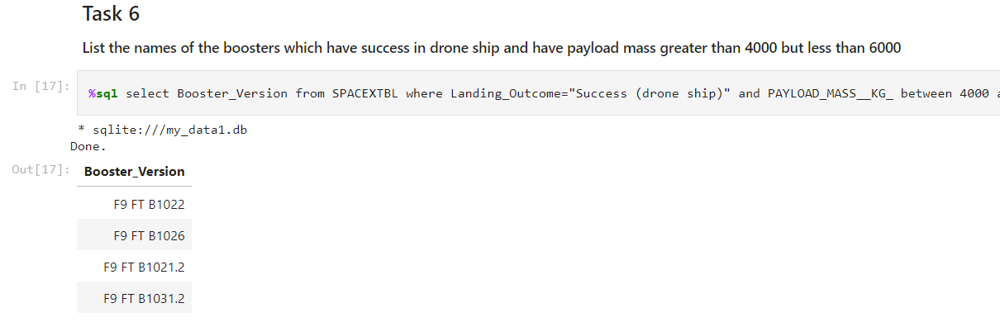 Task 6
List the names of the boosters which have success in drone ship and have payload mass greater than 4000 but less than 6000
In [17]: %sql select Booster_Version from SPACEXTBL where Landing_Outcome="Success (drone ship)" and PAYLOAD_MASS__KG_ between 4000
* sqlite:///my_data1.db
Done.
Out[17]: Booster_Version
F9 FT B1022
F9 FT B1026
F9 FT B1021.2
F9 FT B1031.2